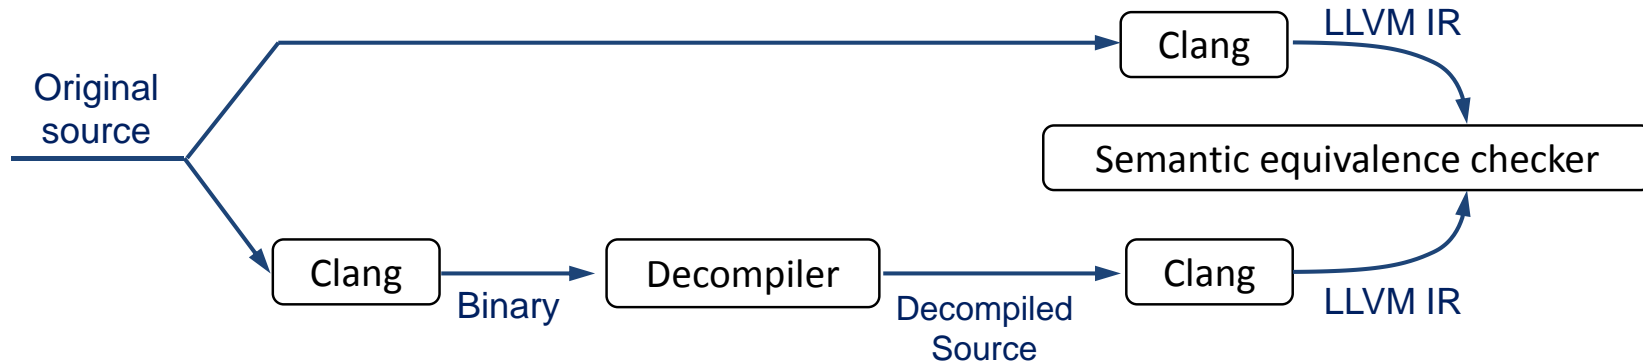 LLVM IR
Clang
Original
source
Semantic equivalence checker
Clang
Decompiler
Clang
Binary
Decompiled
Source
LLVM IR